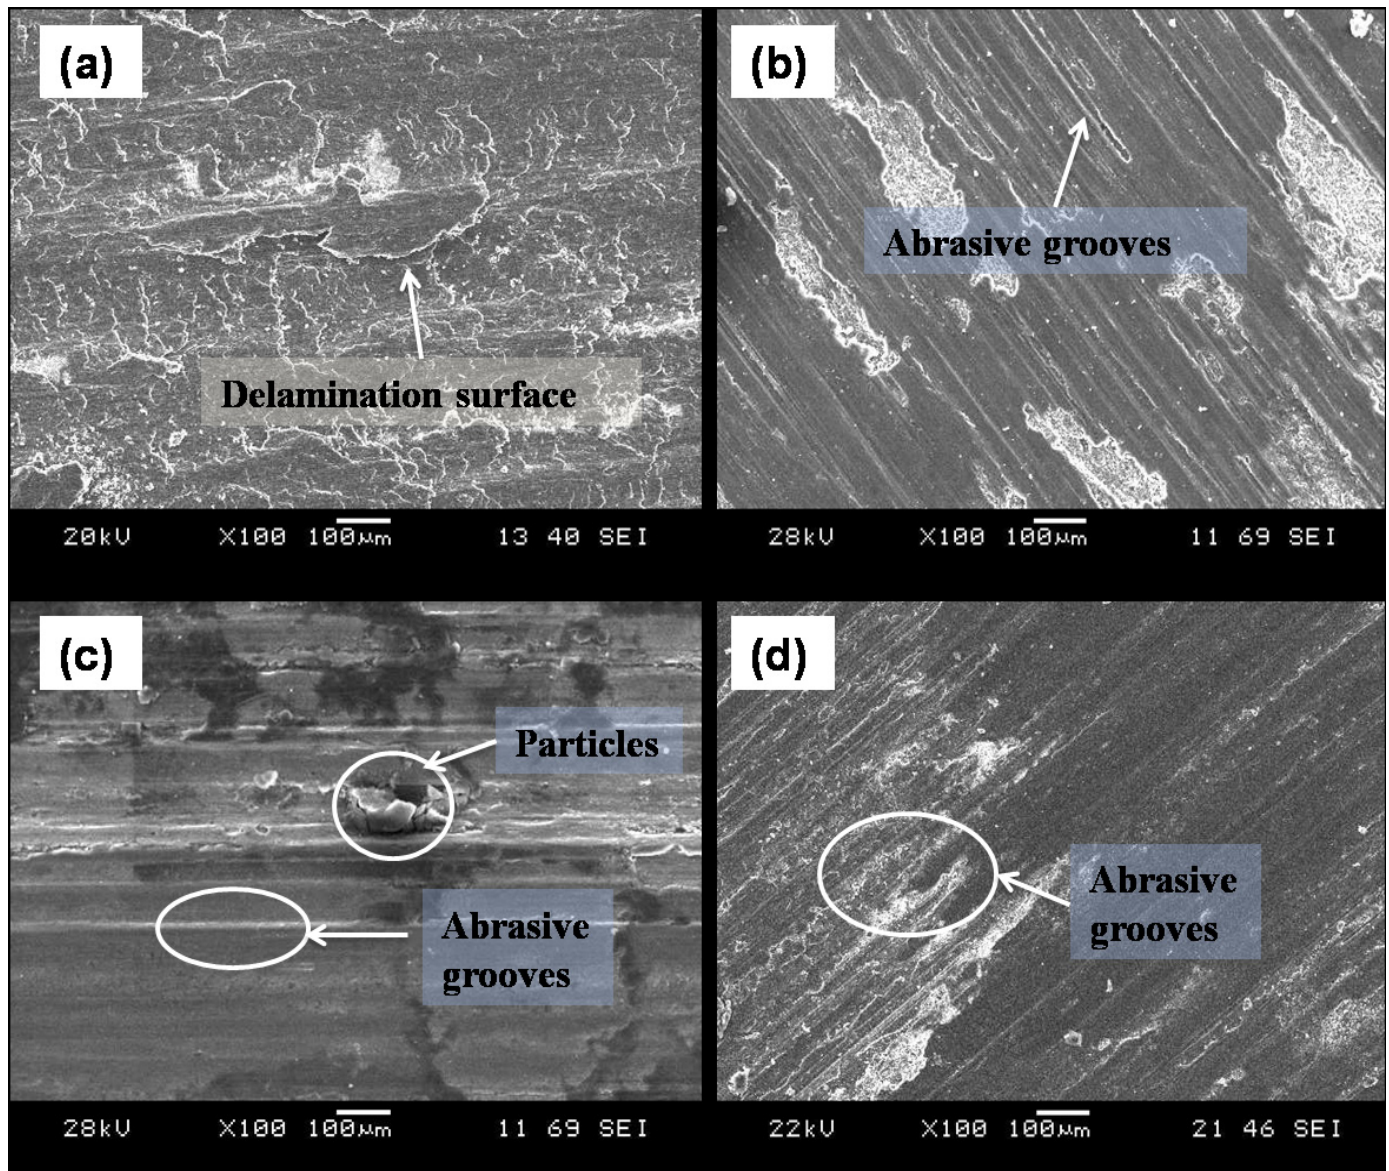 (a)
(b)
Abrasive grooves
Delamination surface
20kV X100 100µm 13 40 SEI
28kV X100 100µm 11 69 SEI
(c)
(d)
Particles
Abrasive
grooves
Abrasive
grooves
28kV X100 100µm 11 69 SEI
22kV X100 100µm 21 46 SEI